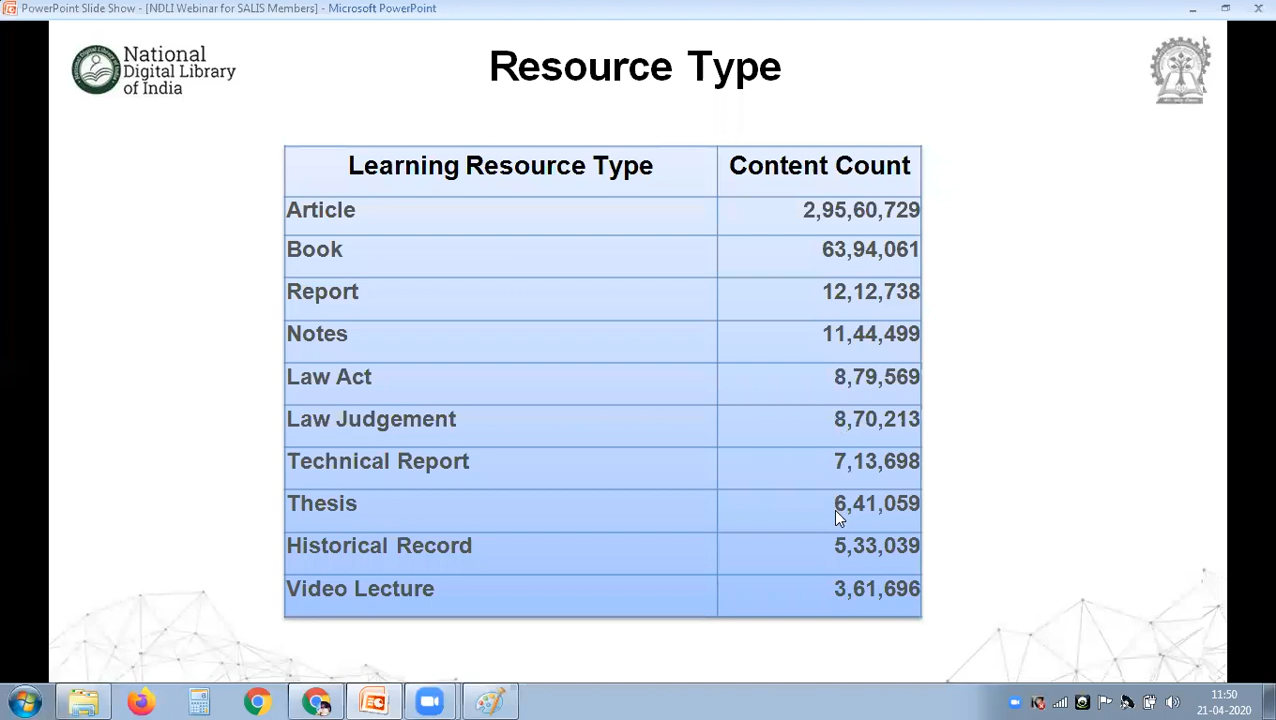 PowerPoint Slide Show - [NDLI Webinar for SALIS Members] - Microsoft PowerPoint
National
Digital Library
of India
Resource Type
Learning Resource Type Content Count
Article 2,95,60,729
Book 63,94,061
Report 12,12,738
Notes 11,44,499
Law Act 8,79,569
Law Judgement 8,70,213
Technical Report 7,13,698
Thesis 6,41,059
Historical Record 5,33,039
Video Lecture 3,61,696
11:50
21-04-2020